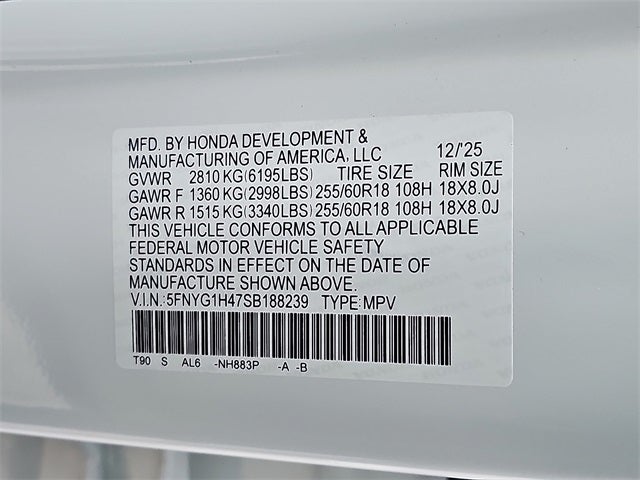 MFD. BY HONDA DEVELOPMENT &
MANUFACTURING OF AMERICA, LLC 12/'25
GVWR 2810 KG(6195LBS) TIRE SIZE RIM SIZE
GAWR F 1360 KG(2998LBS) 255/60R18 108H 18X8.0J
GAWR R 1515 KG(3340LBS) 255/60R18 108H 18X8.0J
THIS VEHICLE CONFORMS TO ALL APPLICABLE
FEDERAL MOTOR VEHICLE SAFETY
STANDARDS IN EFFECT ON THE DATE OF
MANUFACTURE SHOWN ABOVE.
V.I.N.:5FNYG1H47SB188239 TYPE:MPV
T90 S AL6 -NH883P -A -B